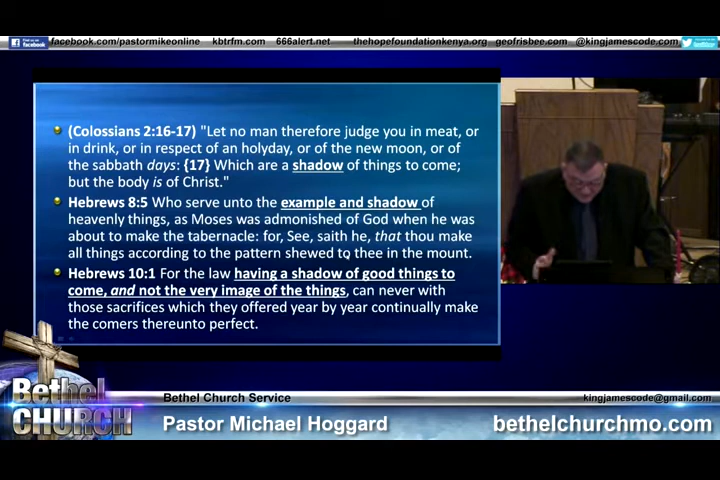 Find us on facebook
facebook.com/pastormikeonline kbtrfm.com 666alert.net thehopefoundationkenya.org geofrisbee.com @kingjamescode.com
(Colossians 2:16-17) "Let no man therefore judge you in meat, or
in drink, or in respect of an holyday, or of the new moon, or of
the sabbath days: {17} Which are a shadow of things to come;
but the body is of Christ."
Hebrews 8:5 Who serve unto the example and shadow of
heavenly things, as Moses was admonished of God when he was
about to make the tabernacle: for, See, saith he, that thou make
all things according to the pattern shewed to thee in the mount.
Hebrews 10:1 For the law having a shadow of good things to
come, and not the very image of the things, can never with
those sacrifices which they offered year by year continually make
the comers thereunto perfect.
Bethel
CHURCH
Bethel Church Service kingjamescode@gmail.com
Pastor Michael Hoggard bethelchurchmo.com